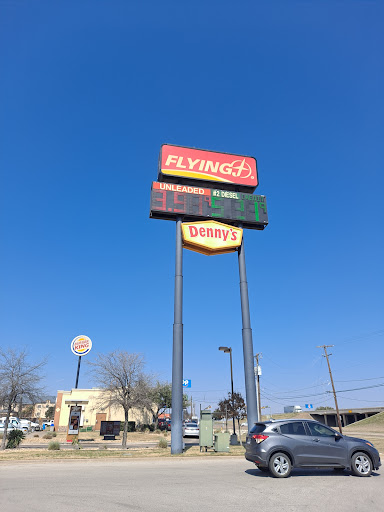 FLYING J
UNLEADED #2 DIESEL
Denny's
BURGER
KING